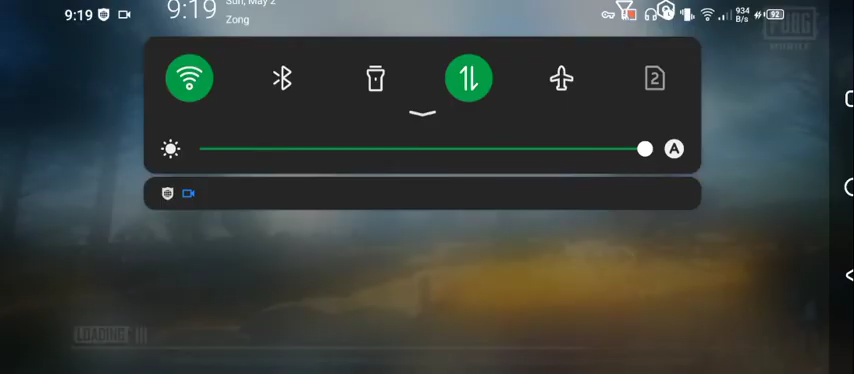 9:19
9:19
Sun, May 2
Zong
934
B/s
92
PUBG
MOBILE
2
A
LOADING